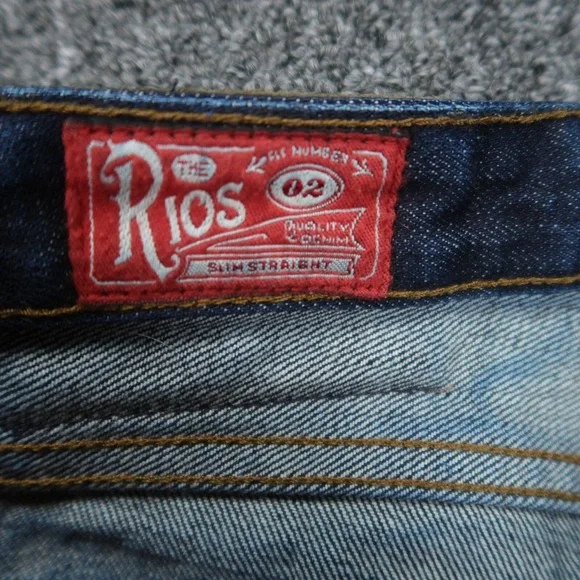 THE
RIOS
FIT NUMBER
02
QUALITY
DENIM
SLIM STRAIGHT